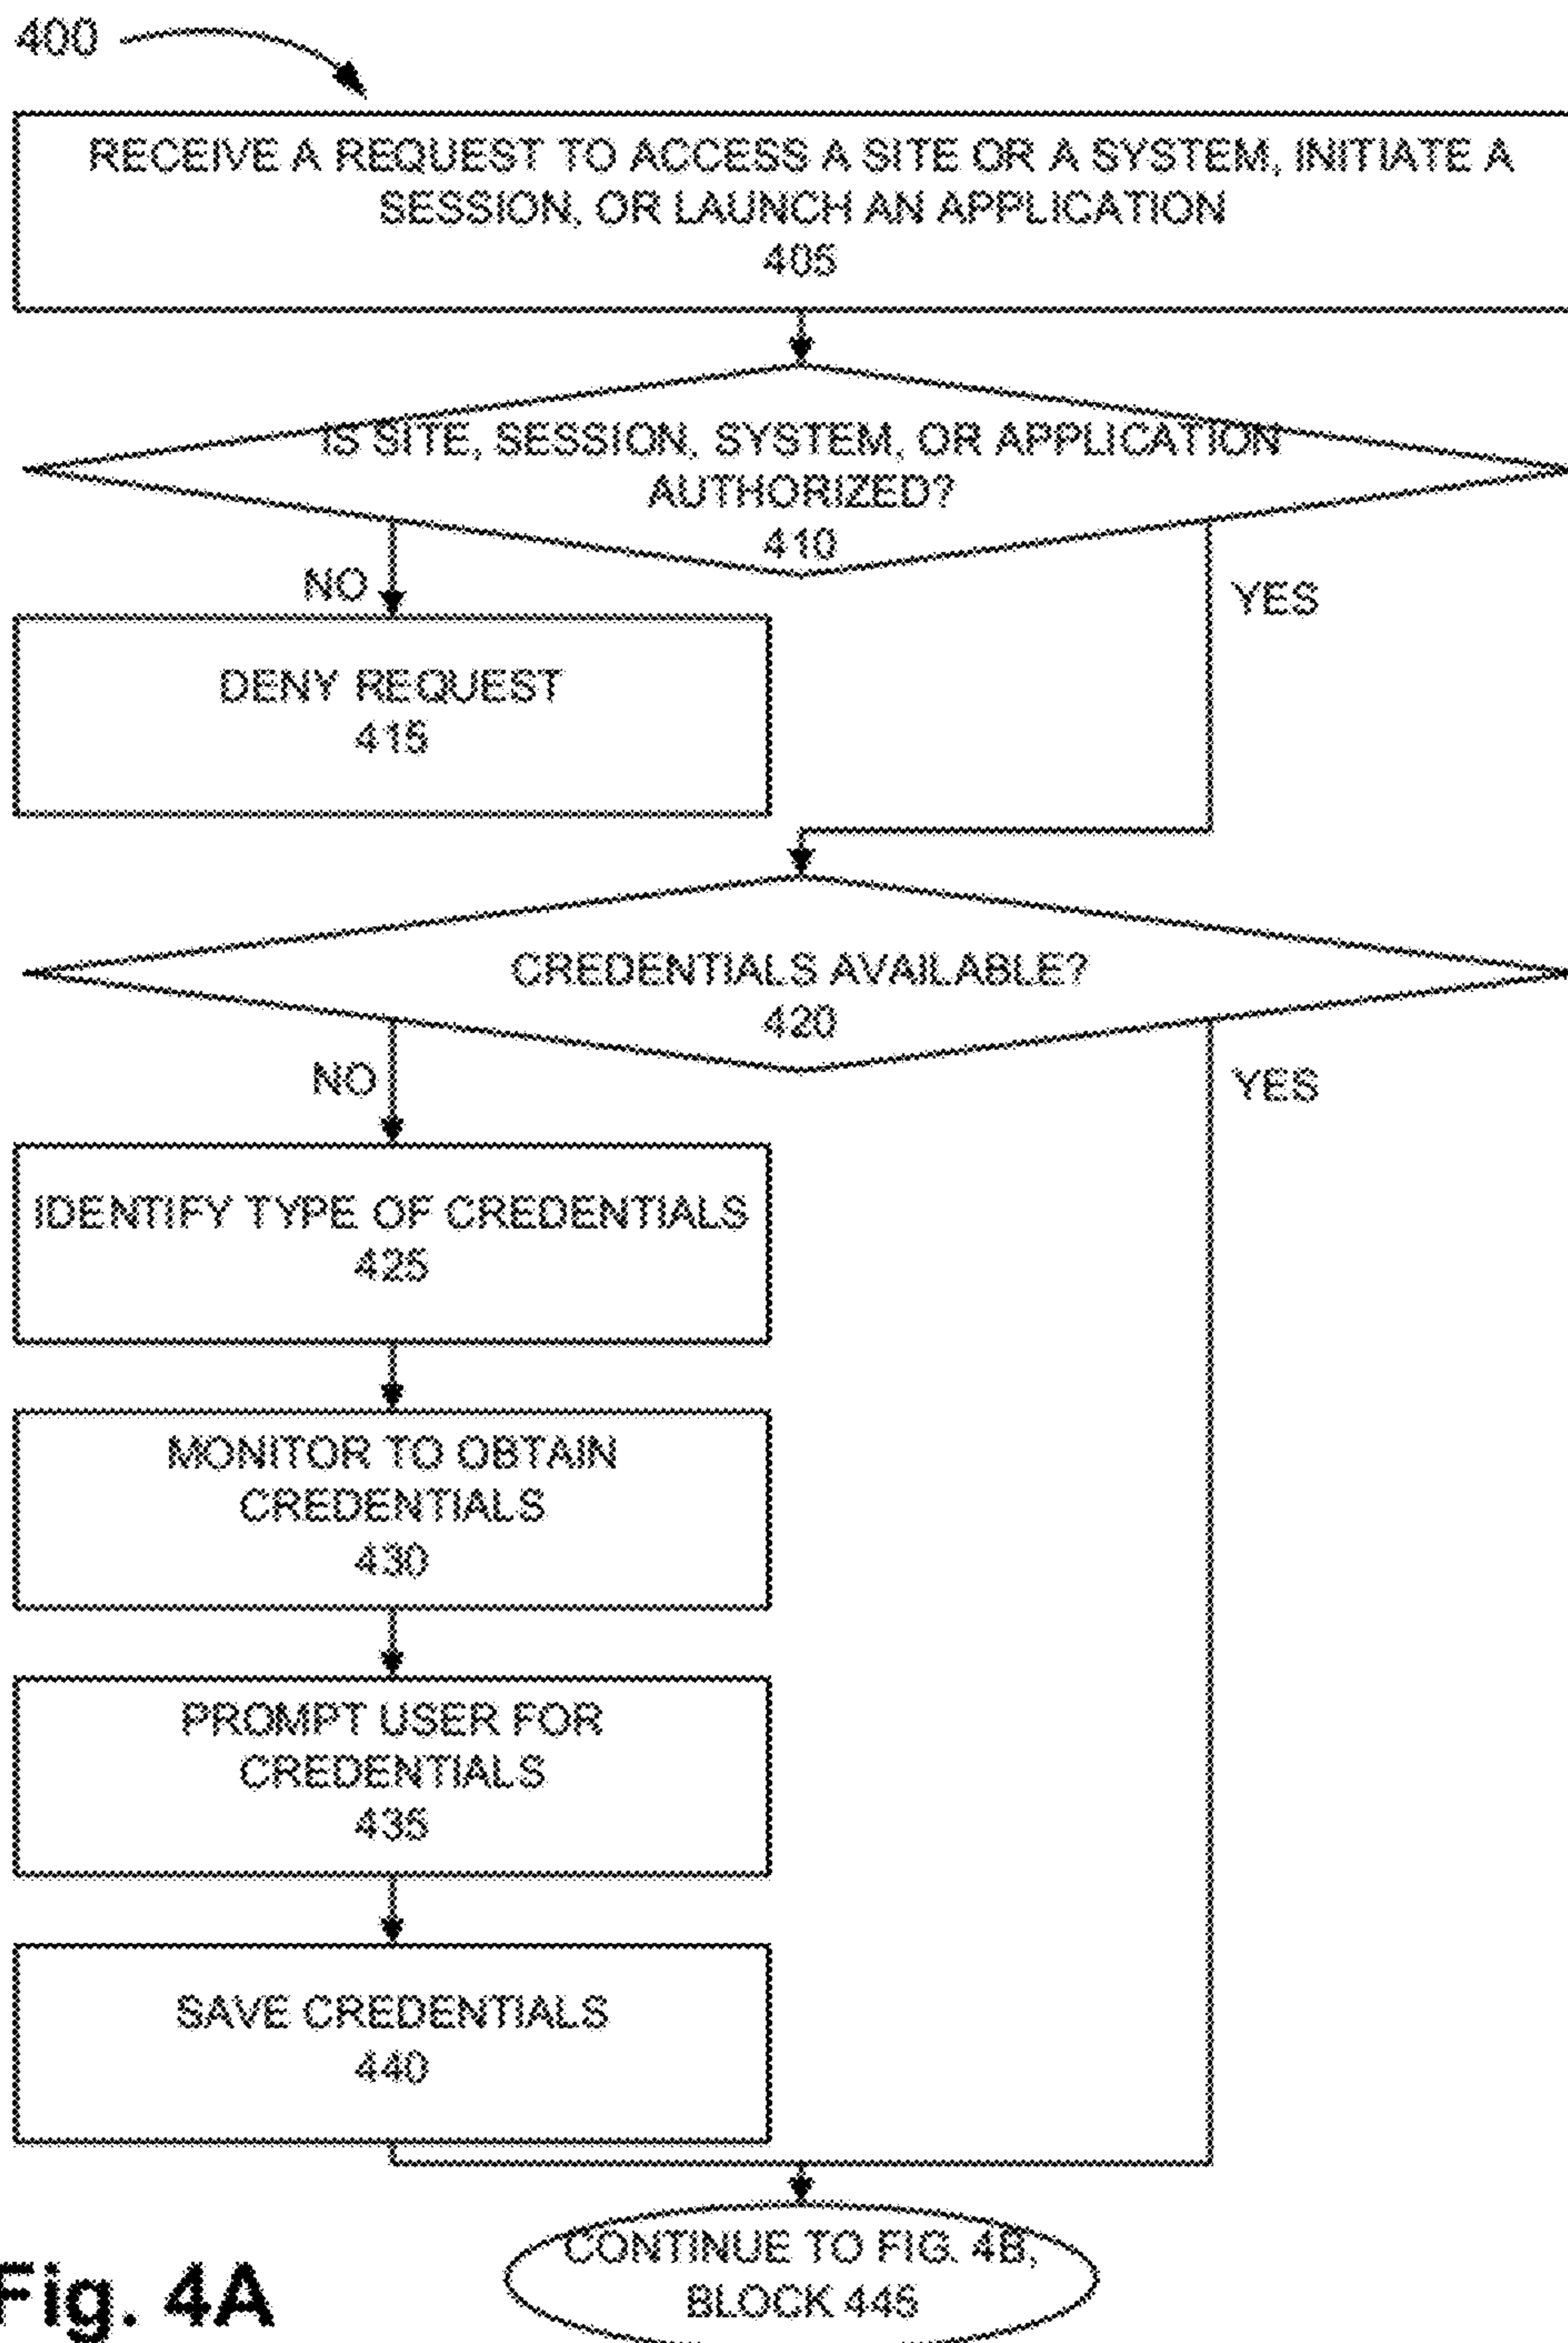 400
RECEIVE A REQUEST TO ACCESS A SITE OR A SYSTEM, INITIATE A
SESSION, OR LAUNCH AN APPLICATION
405
IS SITE, SESSION, SYSTEM, OR APPLICATION
AUTHORIZED?
410
NO
YES
DENY REQUEST
415
CREDENTIALS AVAILABLE?
420
NO
YES
IDENTIFY TYPE OF CREDENTIALS
425
MONITOR TO OBTAIN
CREDENTIALS
430
PROMPT USER FOR
CREDENTIALS
435
SAVE CREDENTIALS
440
CONTINUE TO FIG. 4B,
BLOCK 445
Fig. 4A